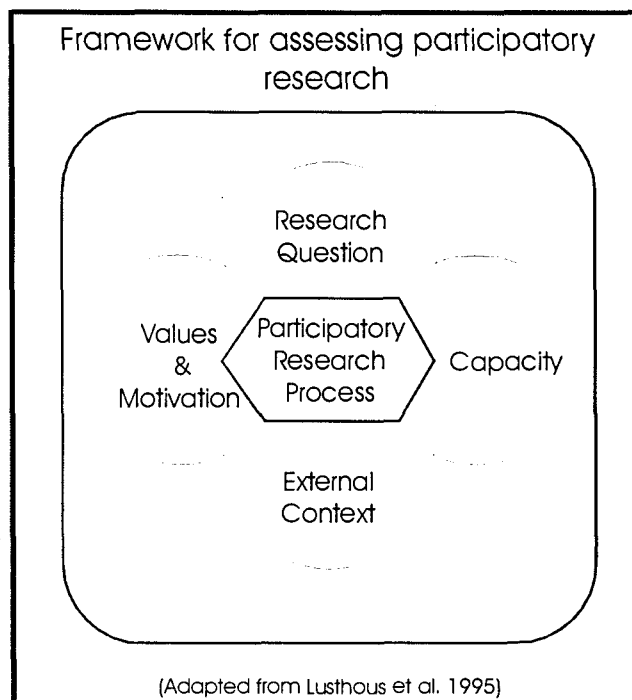 Framework for assessing participatory
research
Research
Question
Values
&
Motivation
Participatory
Research
Process
Capacity
External
Context
(Adapted from Lusthous et al. 1995)